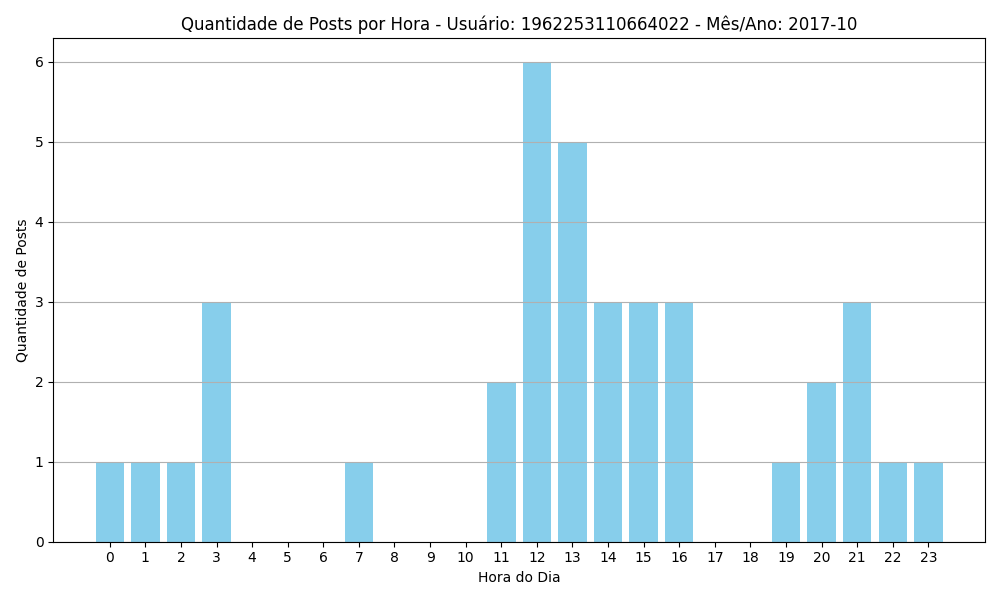 Quantidade de Posts por Hora - Usuário: 1962253110664022 - Mês/Ano: 2017-10
Quantidade de Posts
6
5
4
3
2
1
0
0 1 2 3 4 5 6 7 8 9 10 11 12 13 14 15 16 17 18 19 20 21 22 23
Hora do Dia